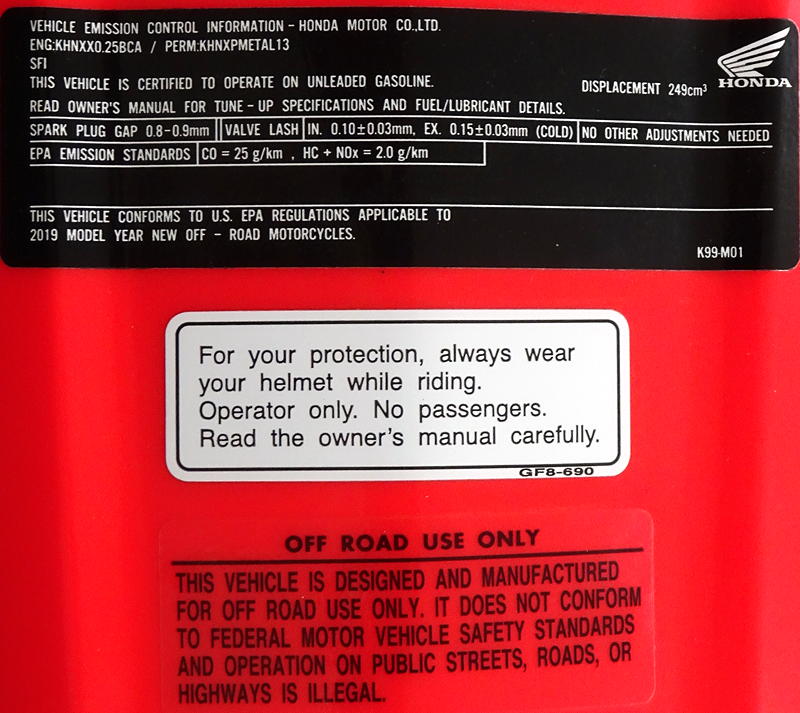 VEHICLE EMISSION CONTROL INFORMATION - HONDA MOTOR CO.,LTD.
ENG:KHNXX0.25BCA / PERM:KHNXPMETAL13
SFI
THIS VEHICLE IS CERTIFIED TO OPERATE ON UNLEADED GASOLINE.
DISPLACEMENT 249cm³
HONDA
READ OWNER'S MANUAL FOR TUNE - UP SPECIFICATIONS AND FUEL/LUBRICANT DETAILS.
SPARK PLUG GAP 0.8-0.9mm VALVE LASH IN. 0.10±0.03mm, EX. 0.15±0.03mm (COLD) NO OTHER ADJUSTMENTS NEEDED
EPA EMISSION STANDARDS CO = 25 g/km , HC + NOx = 2.0 g/km
THIS VEHICLE CONFORMS TO U.S. EPA REGULATIONS APPLICABLE TO
2019 MODEL YEAR NEW OFF - ROAD MOTORCYCLES.
K99-M01
For your protection, always wear
your helmet while riding.
Operator only. No passengers.
Read the owner's manual carefully.
GF8-690
OFF ROAD USE ONLY
THIS VEHICLE IS DESIGNED AND MANUFACTURED
FOR OFF ROAD USE ONLY. IT DOES NOT CONFORM
TO FEDERAL MOTOR VEHICLE SAFETY STANDARDS
AND OPERATION ON PUBLIC STREETS, ROADS, OR
HIGHWAYS IS ILLEGAL.